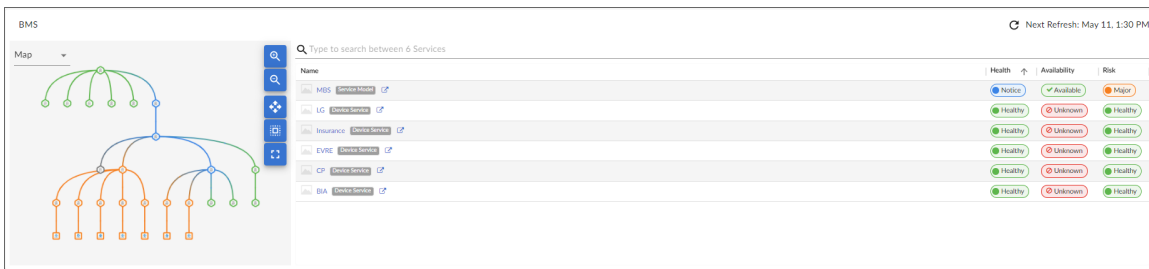 BMS
Next Refresh: May 11, 1:30 PM
Map
Type to search between 6 Services
Name Health Availability Risk
MBS Service Model Notice Available Major
LG Device Service Healthy Unknown Healthy
Insurance Device Service Healthy Unknown Healthy
EVRE Device Service Healthy Unknown Healthy
CP Device Service Healthy Unknown Healthy
BIA Device Service Healthy Unknown Healthy